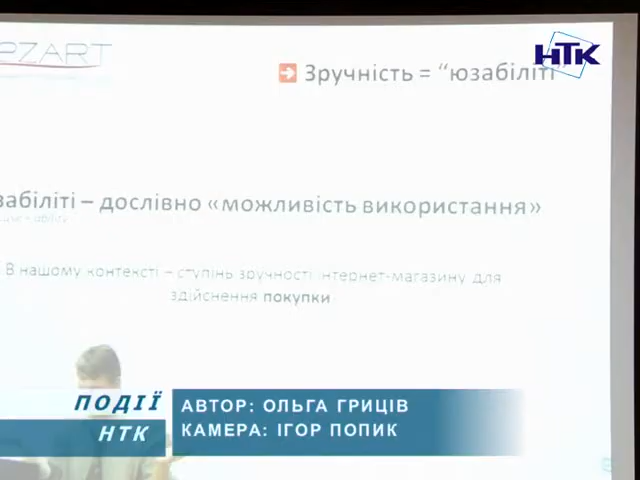 PZART
НТК
Зручність = “юзабіліті”
забіліті – дослівно «можливість використання»
В нашому контексті – ступінь зручності інтернет-магазину для
здійснення покупки
ПОДІЇ
НТК
АВТОР: ОЛЬГА ГРИЦІВ
КАМЕРА: ІГОР ПОПИК